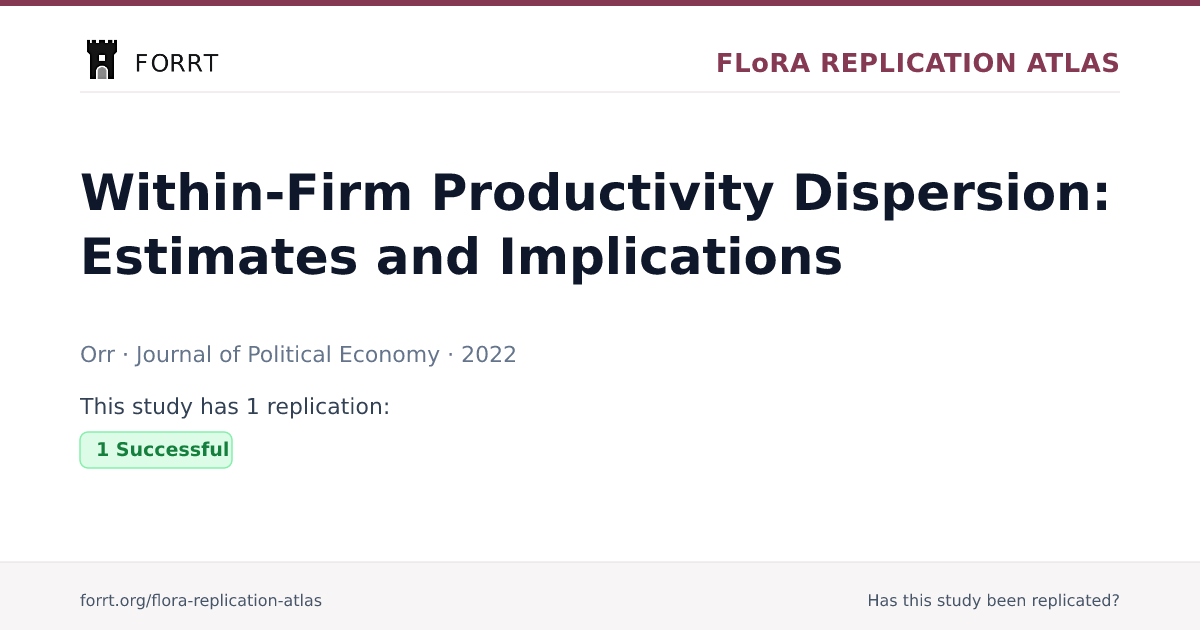 FORRT
FLoRA REPLICATION ATLAS
Within-Firm Productivity Dispersion:
Estimates and Implications
Orr · Journal of Political Economy · 2022
This study has 1 replication:
1 Successful
forrt.org/flora-replication-atlas
Has this study been replicated?